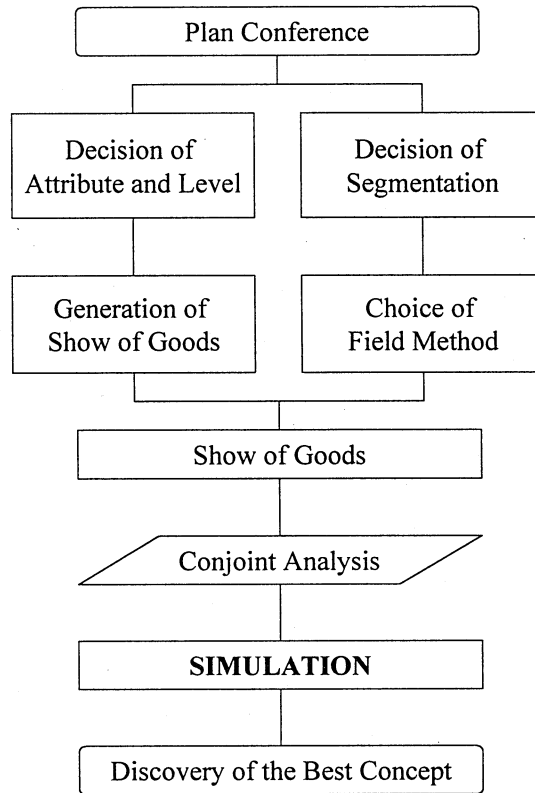 Plan Conference
Decision of
Attribute and Level
Decision of
Segmentation
Generation of
Show of Goods
Choice of
Field Method
Show of Goods
Conjoint Analysis
SIMULATION
Discovery of the Best Concept